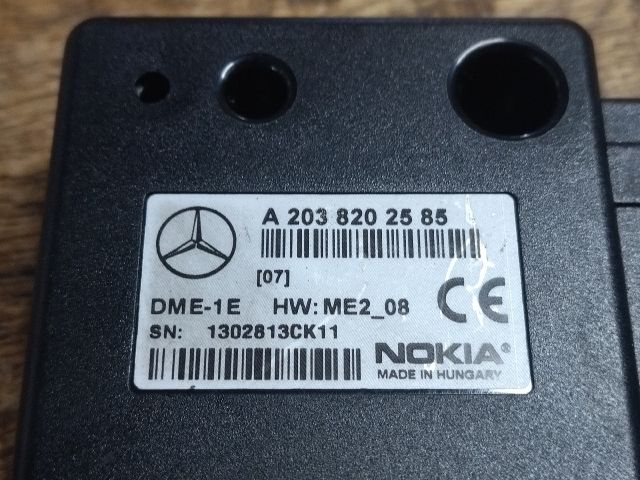 A 203 820 25 85
[07]
DME-1E HW: ME2_08
CE
SN: 1302813CK11
NOKIA®
MADE IN HUNGARY